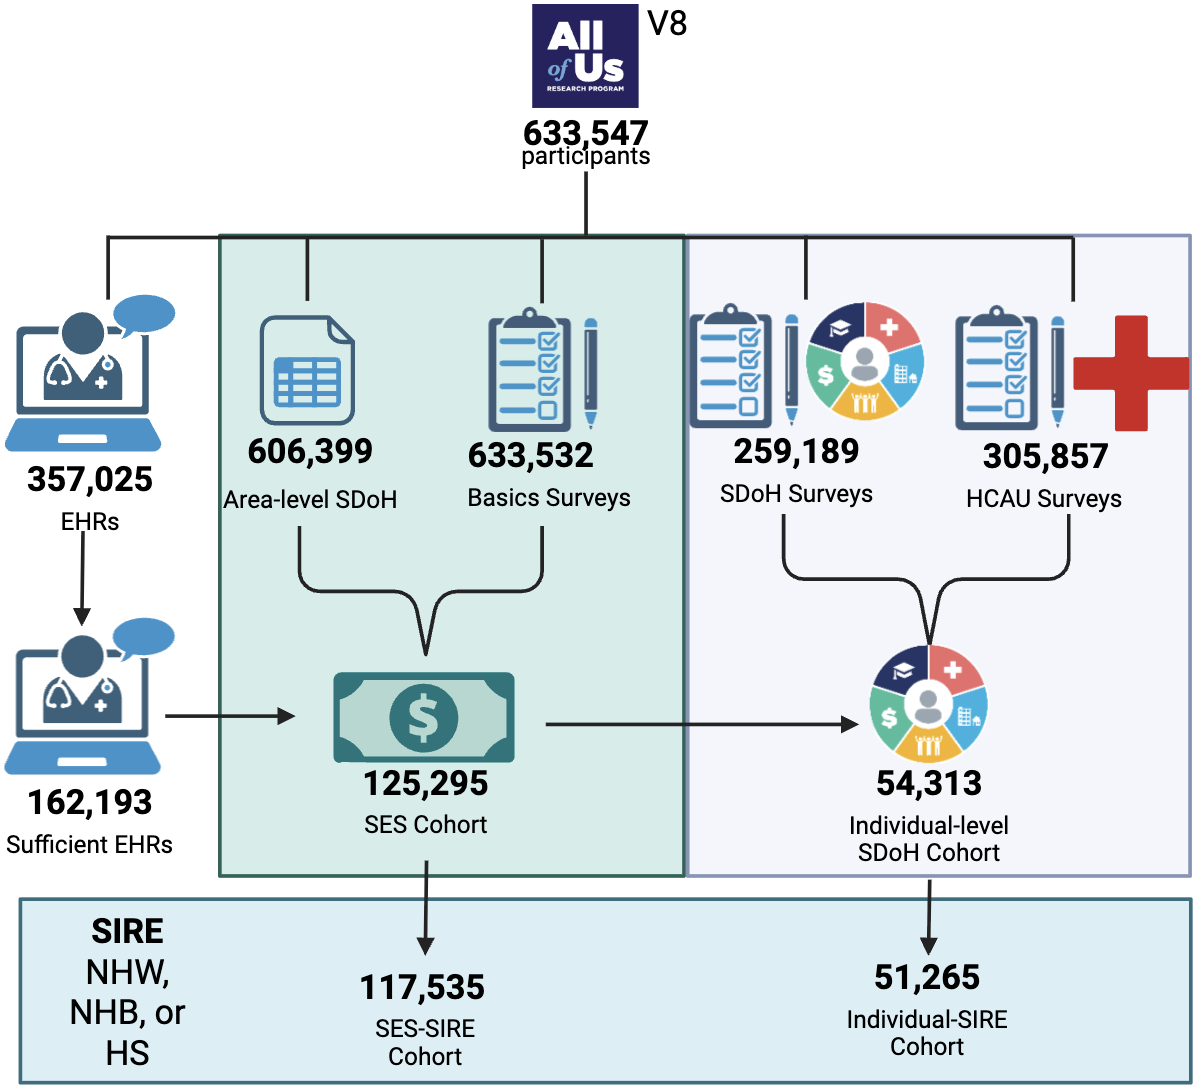 All
of Us
RESEARCH PROGRAM
V8
633,547
participants
357,025
EHRs
606,399
Area-level SDoH
633,532
Basics Surveys
259,189
SDoH Surveys
305,857
HCAU Surveys
162,193
Sufficient EHRs
$
125,295
SES Cohort
$
54,313
Individual-level
SDoH Cohort
SIRE
NHW,
NHB, or
HS
117,535
SES-SIRE
Cohort
51,265
Individual-SIRE
Cohort